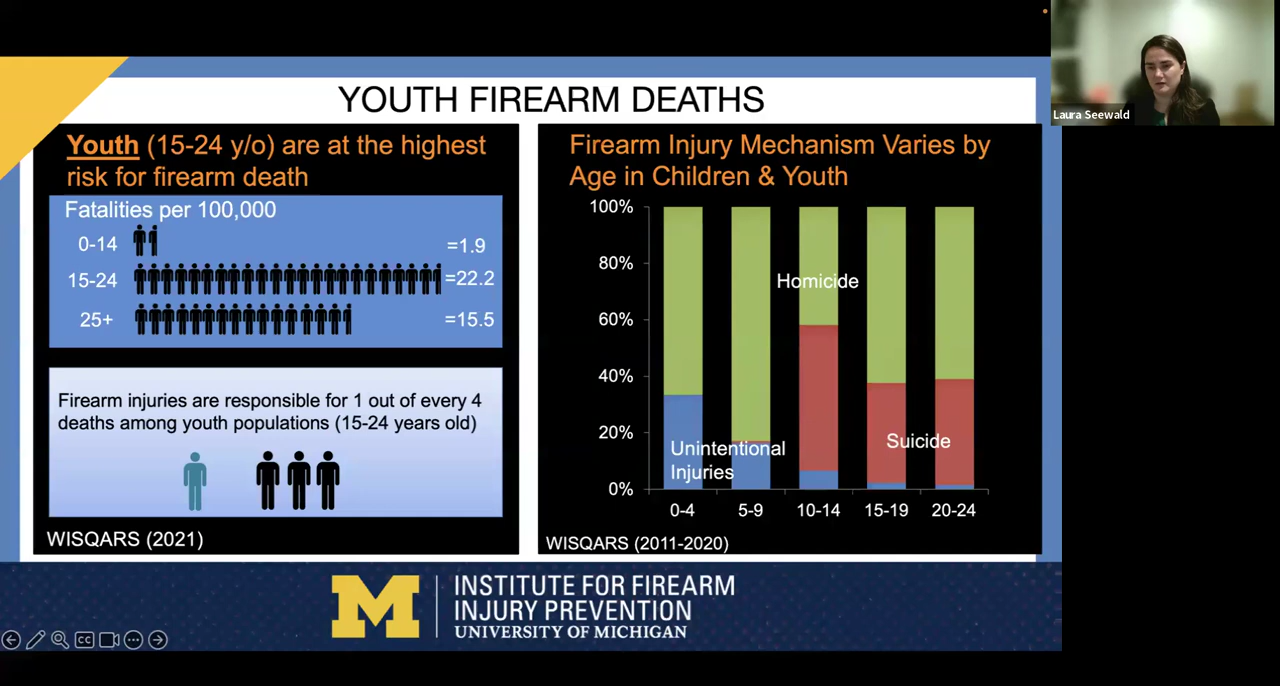 Laura Seewald
YOUTH FIREARM DEATHS
Youth (15-24 y/o) are at the highest
risk for firearm death
Fatalities per 100,000
0-14 =1.9
15-24 =22.2
25+ =15.5
Firearm injuries are responsible for 1 out of every 4
deaths among youth populations (15-24 years old)
WISQARS (2021)
Firearm Injury Mechanism Varies by
Age in Children & Youth
100%
80%
60%
40%
20%
0%
Homicide
Suicide
Unintentional
Injuries
0-4 5-9 10-14 15-19 20-24
WISQARS (2011-2020)
M
INSTITUTE FOR FIREARM
INJURY PREVENTION
UNIVERSITY OF MICHIGAN
CC